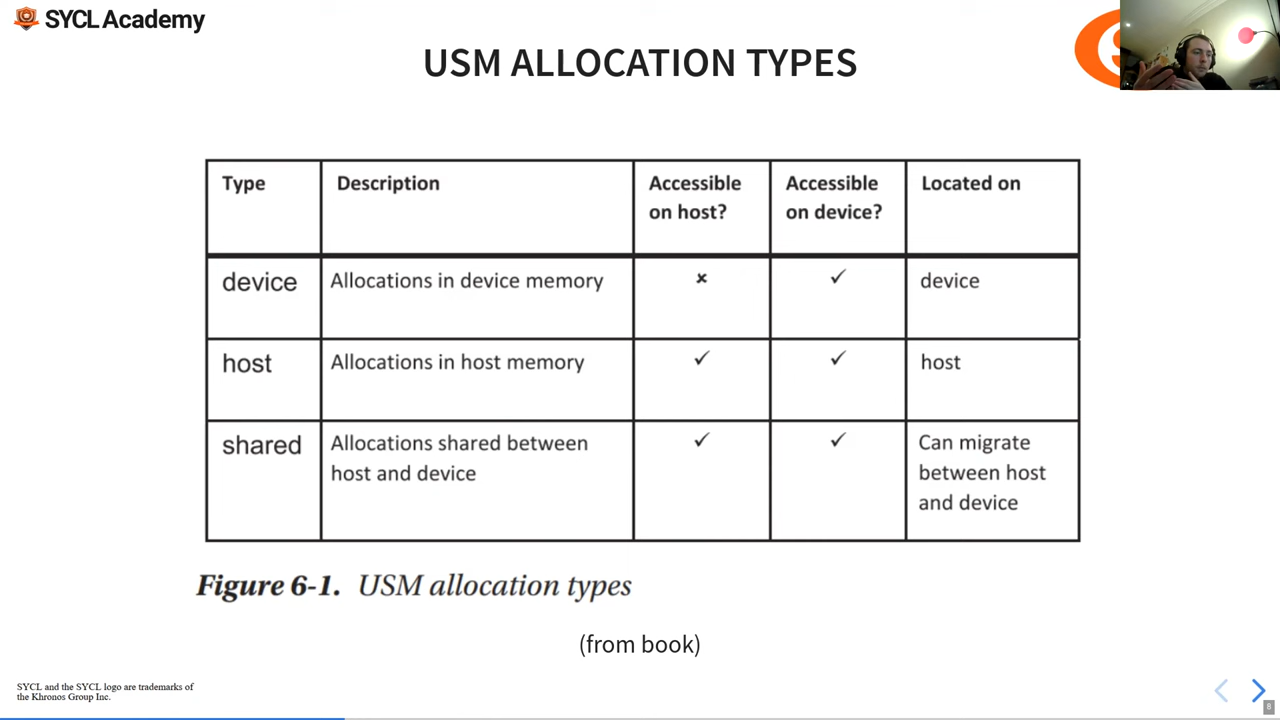 SYCL Academy
USM ALLOCATION TYPES
Type
Description
Accessible
on host?
Accessible
on device?
Located on
device
Allocations in device memory
×
✓
device
host
Allocations in host memory
✓
✓
host
shared
Allocations shared between
host and device
✓
✓
Can migrate
between host
and device
Figure 6-1. USM allocation types
(from book)
SYCL and the SYCL logo are trademarks of
the Khronos Group Inc.
8